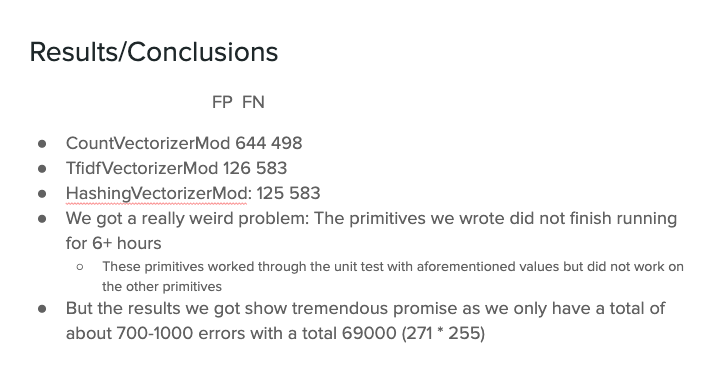 Results/Conclusions
FP FN
● CountVectorizerMod 644 498
● TfidfVectorizerMod 126 583
● HashingVectorizerMod: 125 583
● We got a really weird problem: The primitives we wrote did not finish running
for 6+ hours
○ These primitives worked through the unit test with aforementioned values but did not work on
the other primitives
● But the results we got show tremendous promise as we only have a total of
about 700-1000 errors with a total 69000 (271 * 255)